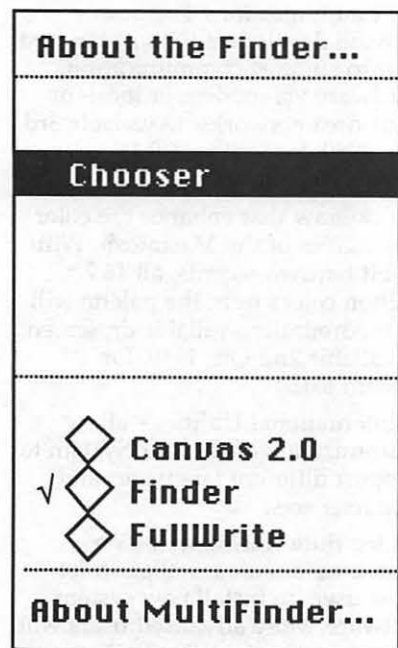 About the Finder...
Chooser
Canvas 2.0
√ Finder
FullWrite
About MultiFinder...